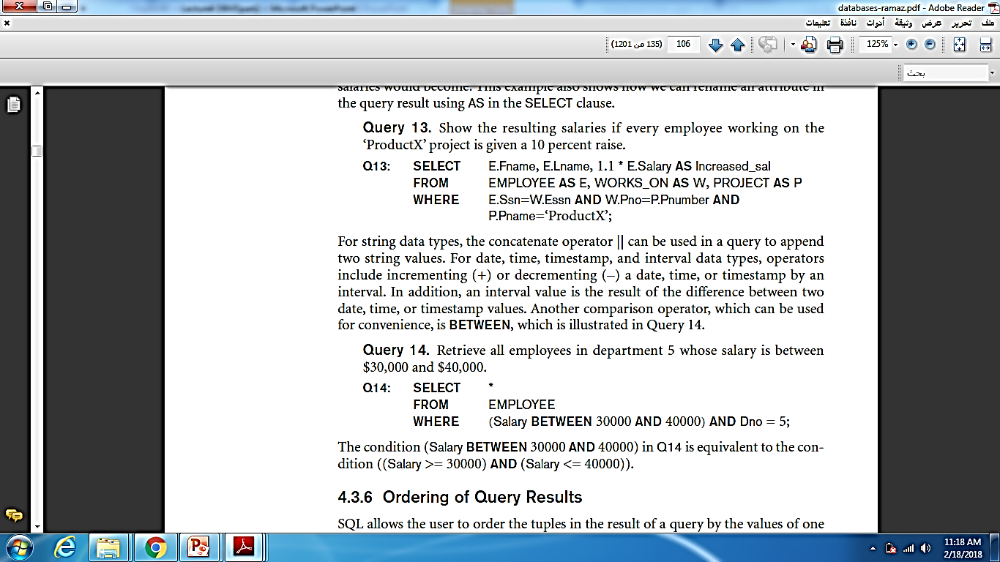 databases-ramaz.pdf - Adobe Reader
ملف تحرير عرض وثيقة أدوات نافذة تعليمات
106 (135 من 1201) 125%
بحث
salaries would become. This example also shows how we can rename an attribute in
the query result using AS in the SELECT clause.
Query 13. Show the resulting salaries if every employee working on the
‘ProductX’ project is given a 10 percent raise.
Q13: SELECT E.Fname, E.Lname, 1.1 * E.Salary AS Increased_sal
FROM EMPLOYEE AS E, WORKS_ON AS W, PROJECT AS P
WHERE E.Ssn=W.Essn AND W.Pno=P.Pnumber AND
P.Pname=‘ProductX’;
For string data types, the concatenate operator || can be used in a query to append
two string values. For date, time, timestamp, and interval data types, operators
include incrementing (+) or decrementing (–) a date, time, or timestamp by an
interval. In addition, an interval value is the result of the difference between two
date, time, or timestamp values. Another comparison operator, which can be used
for convenience, is BETWEEN, which is illustrated in Query 14.
Query 14. Retrieve all employees in department 5 whose salary is between
$30,000 and $40,000.
Q14: SELECT *
FROM EMPLOYEE
WHERE (Salary BETWEEN 30000 AND 40000) AND Dno = 5;
The condition (Salary BETWEEN 30000 AND 40000) in Q14 is equivalent to the con-
dition ((Salary >= 30000) AND (Salary <= 40000)).
4.3.6 Ordering of Query Results
SQL allows the user to order the tuples in the result of a query by the values of one
11:18 AM
2/18/2018